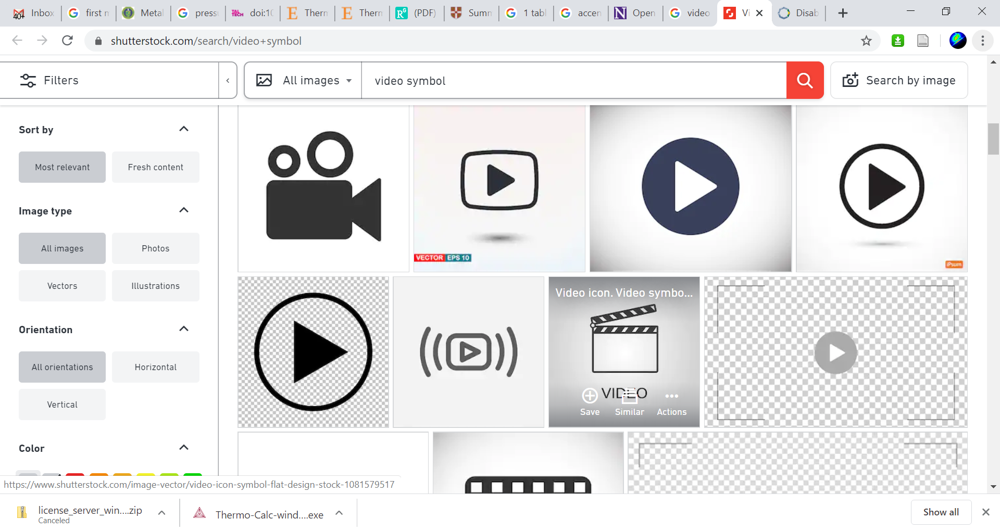 40+
Inbox
first m
Metal
press
doi:10
Therm
Therm
(PDF)
Summ
1 tabl
accen
Open
video
Vi
Disab
shutterstock.com/search/video+symbol
Filters
All images
video symbol
Search by image
Sort by
Most relevant
Fresh content
Image type
All images
Photos
Vectors
Illustrations
Orientation
All orientations
Horizontal
Vertical
Color
VECTOR EPS 10
iPsum
Video icon. Video symbo...
VIDEO
Save
Similar
Actions
https://www.shutterstock.com/image-vector/video-icon-symbol-flat-design-stock-1081579517
license_server_win....zip
Canceled
Thermo-Calc-wind....exe
Show all